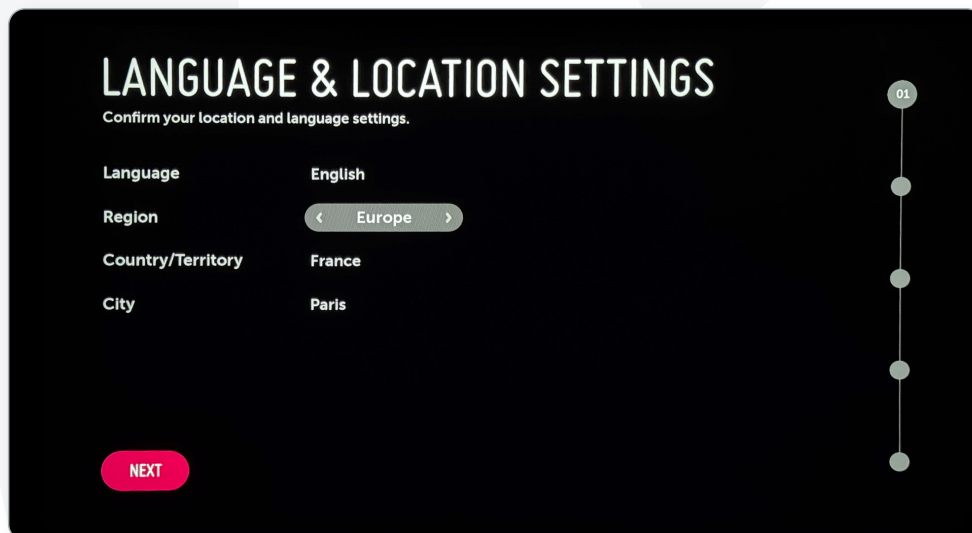 LANGUAGE & LOCATION SETTINGS
Confirm your location and language settings.
01
Language English
Region ‹ Europe ›
Country/Territory France
City Paris
NEXT